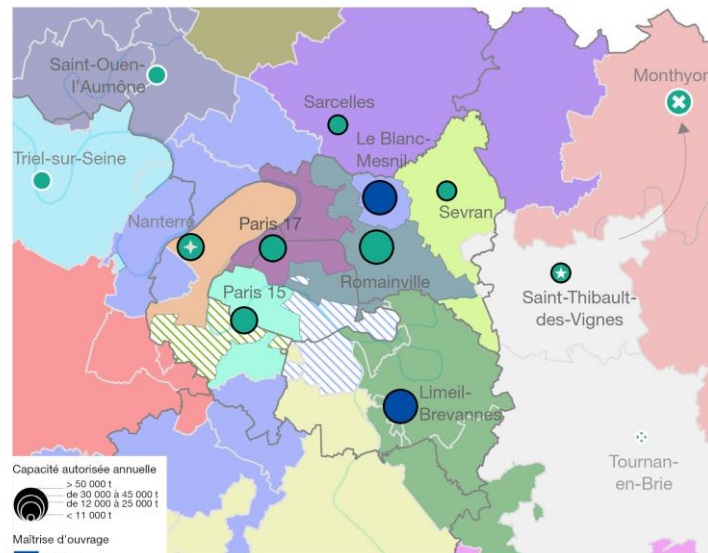 Saint-Ouen-
l'Aumône
Monthyon
Sarcelles
Le Blanc-
Mesnil
Triel-sur-Seine
Sevran
Nanterre
Paris 17
Romainville
Paris 15
Saint-Thibault-
des-Vignes
Limeil-
Brevannes
Tournan-
en-Brie
Capacité autorisée annuelle
> 50 000 t
de 30 000 à 45 000 t
de 12 000 à 25 000 t
< 11 000 t
Maîtrise d'ouvrage